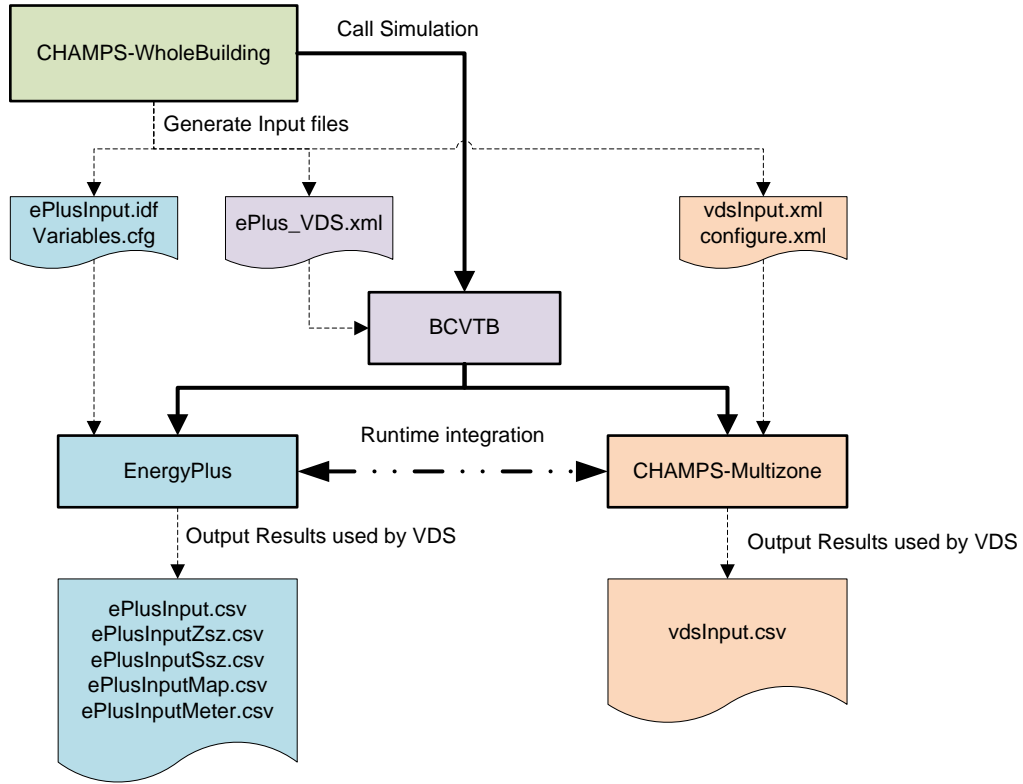 Call Simulation
CHAMPS-WholeBuilding
Generate Input files
ePlusInput.idf
Variables.cfg
ePlus_VDS.xml
vdsInput.xml
configure.xml
BCVTB
Runtime integration
EnergyPlus
CHAMPS-Multizone
Output Results used by VDS
Output Results used by VDS
ePlusInput.csv
ePlusInputZsz.csv
ePlusInputSsz.csv
ePlusInputMap.csv
ePlusInputMeter.csv
vdsInput.csv